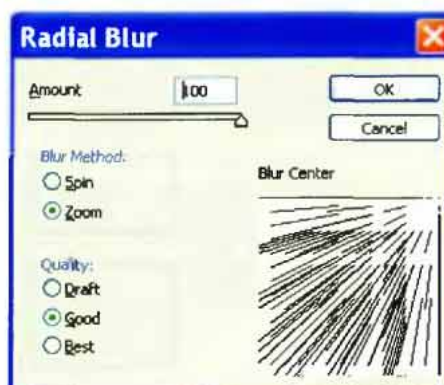 Radial Blur
Amount 100
OK
Cancel
Blur Method:
Spin
Zoom
Blur Center
Quality:
Draft
Good
Best